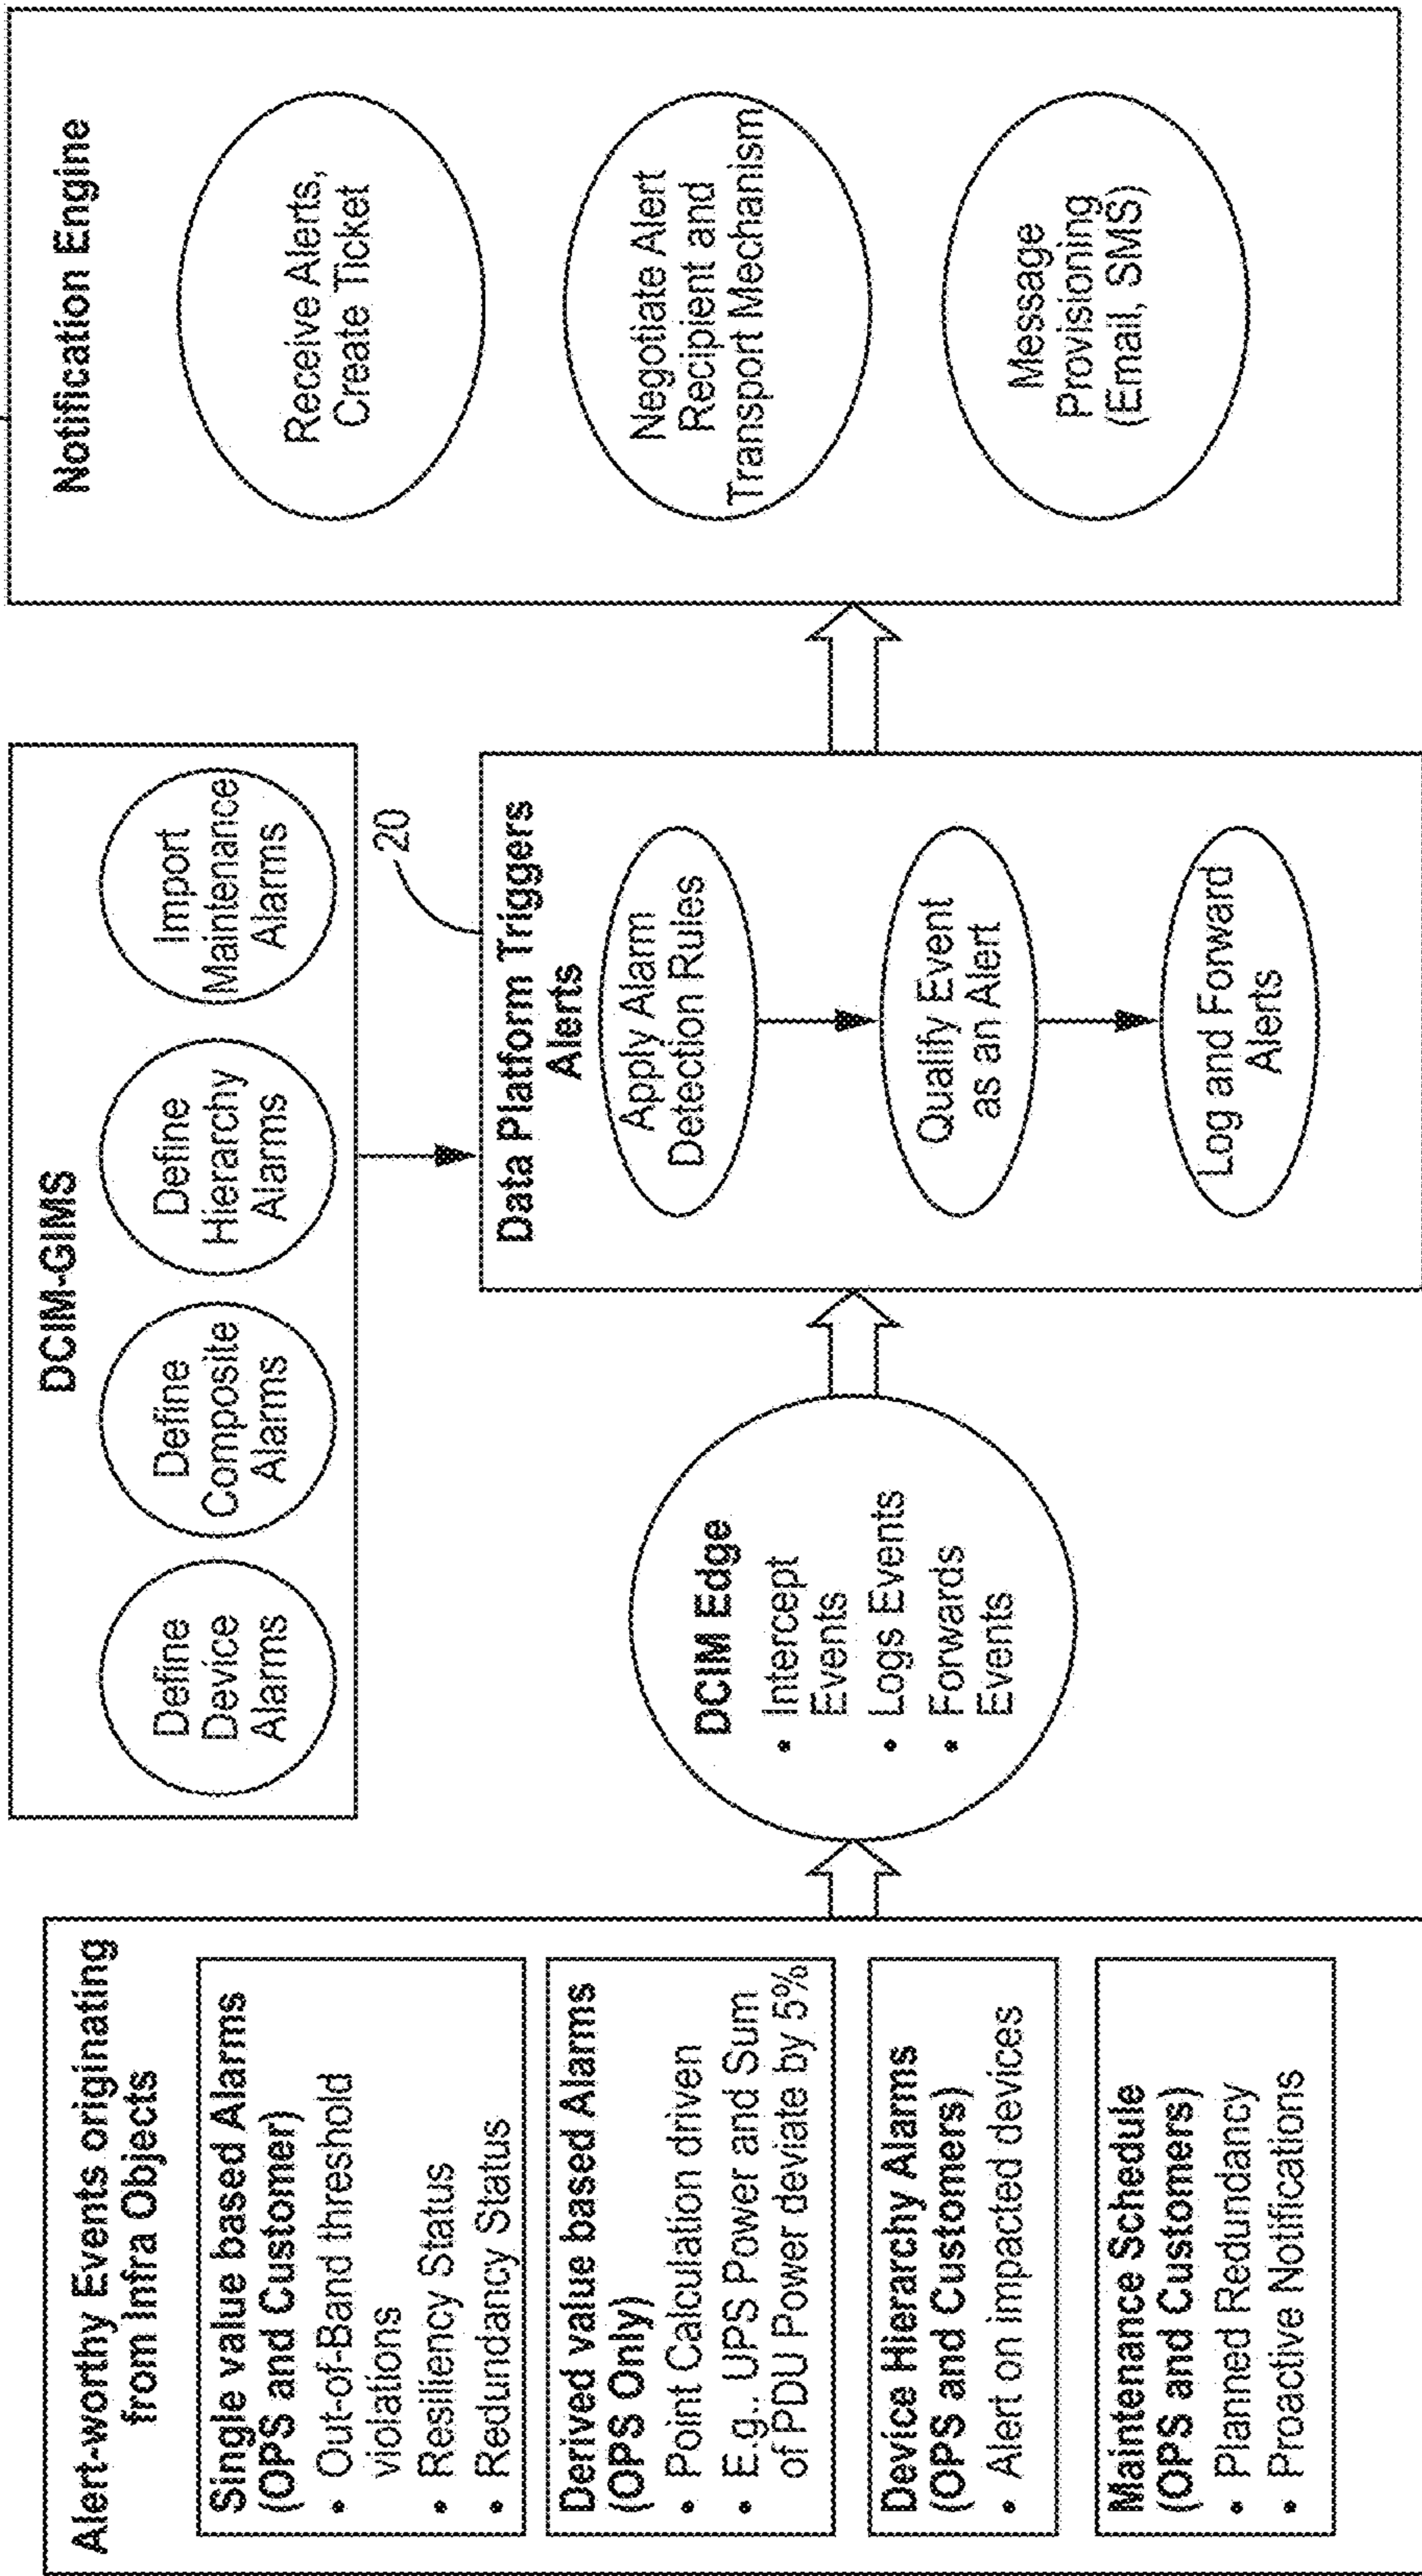 Alert-worthy Events originating
from Infra Objects
Single value based Alarms
(OPS and Customer)
• Out-of-Band threshold
violations
• Resiliency Status
• Redundancy Status
Derived value based Alarms
(OPS Only)
• Point Calculation driven
• E.g., UPS Power and Sum
of PDU Power deviate by 5%
Device Hierarchy Alarms
(OPS and Customers)
• Alert on impacted devices
Maintenance Schedule
(OPS and Customers)
• Planned Redundancy
• Proactive Notifications
DCIM-GIMS
Define
Device
Alarms
Define
Composite
Alarms
Define
Hierarchy
Alarms
Import
Maintenance
Alarms
DCIM Edge
• Intercept
Events
• Logs Events
• Forwards
Events
20
Data Platform Triggers
Alerts
Apply Alarm
Detection Rules
Qualify Event
as an Alert
Log and Forward
Alerts
Notification Engine
Receive Alerts,
Create Ticket
Negotiate Alert
Recipient and
Transport Mechanism
Message
Provisioning
(Email, SMS)